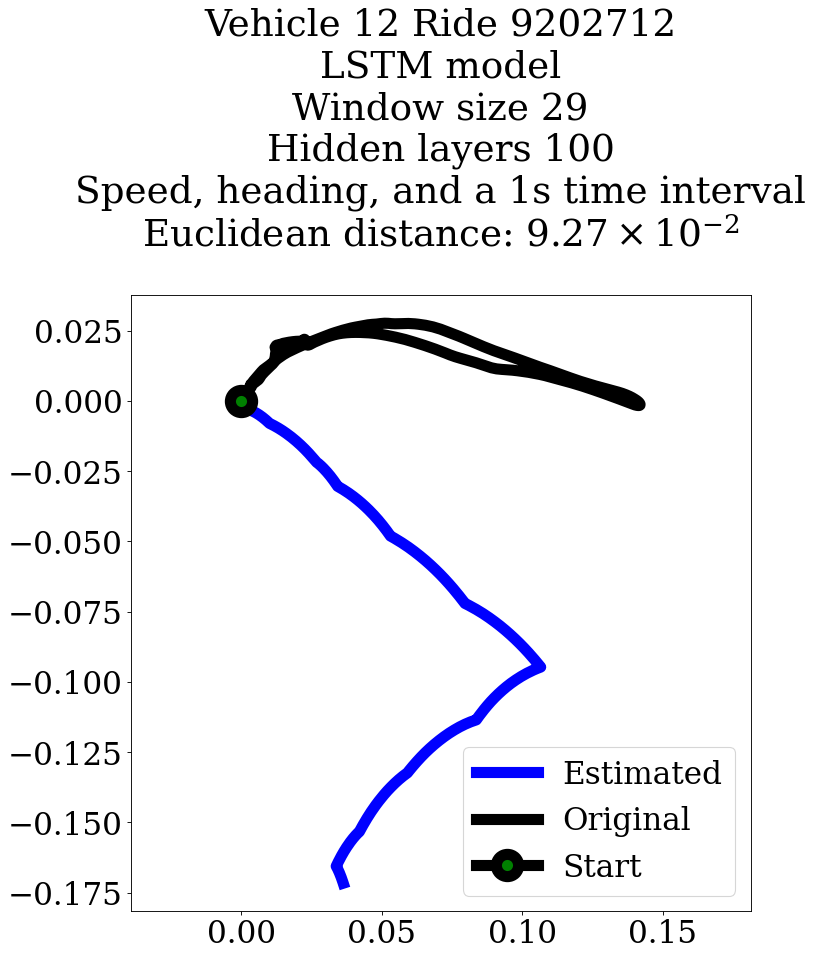 Vehicle 12 Ride 9202712
LSTM model
Window size 29
Hidden layers 100
Speed, heading, and a 1s time interval
Euclidean distance: 9.27 × 10⁻²
0.025
0.000
−0.025
−0.050
−0.075
−0.100
−0.125
−0.150
−0.175
Estimated
Original
Start
0.00 0.05 0.10 0.15